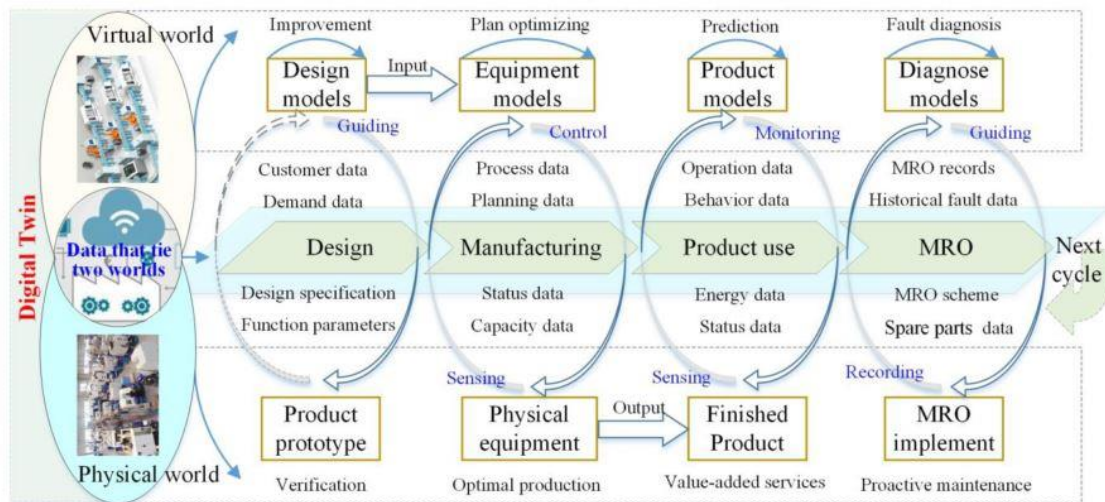 Virtual world
Improvement
Plan optimizing
Prediction
Fault diagnosis
Design
models
Input
Equipment
models
Product
models
Diagnose
models
Guiding
Control
Monitoring
Guiding
Customer data
Process data
Operation data
MRO records
Demand data
Planning data
Behavior data
Historical fault data
Digital Twin
Data that tie
two worlds
Design
Manufacturing
Product use
MRO
Next
cycle
Design specification
Status data
Energy data
MRO scheme
Function parameters
Capacity data
Status data
Spare parts data
Sensing
Sensing
Recording
Product
prototype
Physical
equipment
Output
Finished
Product
MRO
implement
Physical world
Verification
Optimal production
Value-added services
Proactive maintenance